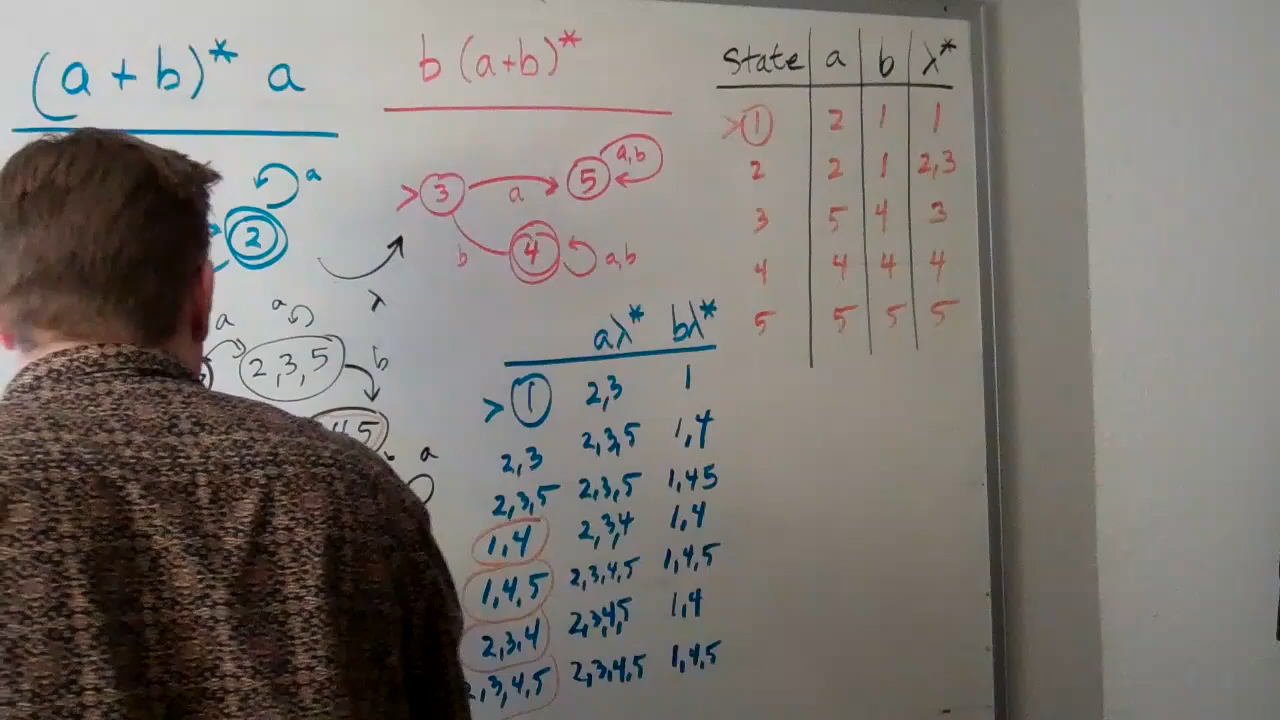 (a + b)* a
b (a+b)*
a
2
> 3
a
5
a,b
b
4
a,b
λ
a
a
2,3,5
b
4,5
a
State a b λ*
>1 2 1 1
2 2 1 2,3
3 5 4 3
4 4 4 4
5 5 5 5
aλ* bλ*
> 1 2,3 1
2,3 2,3,5 1,4
2,3,5 2,3,5 1,45
1,4 2,3,4 1,4
1,4,5 2,3,4,5 1,4,5
2,3,4 2,3,4,5 1,4
2,3,4,5 2,3,4,5 1,4,5